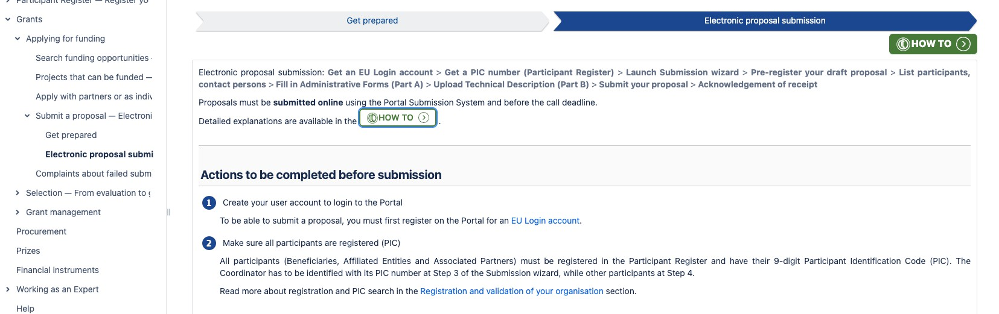 Participant Register — Register yo
Grants
Applying for funding
Search funding opportunities
Projects that can be funded —
Apply with partners or as indiv
Submit a proposal — Electroni
Get prepared
Electronic proposal submi
Complaints about failed subm
Selection — From evaluation to g
Grant management
Procurement
Prizes
Financial instruments
Working as an Expert
Help
Get prepared
Electronic proposal submission
HOW TO
Electronic proposal submission: Get an EU Login account > Get a PIC number (Participant Register) > Launch Submission wizard > Pre-register your draft proposal > List participants,
contact persons > Fill in Administrative Forms (Part A) > Upload Technical Description (Part B) > Submit your proposal > Acknowledgement of receipt
Proposals must be submitted online using the Portal Submission System and before the call deadline.
Detailed explanations are available in the HOW TO .
Actions to be completed before submission
1 Create your user account to login to the Portal
To be able to submit a proposal, you must first register on the Portal for an EU Login account.
2 Make sure all participants are registered (PIC)
All participants (Beneficiaries, Affiliated Entities and Associated Partners) must be registered in the Participant Register and have their 9-digit Participant Identification Code (PIC). The
Coordinator has to be identified with its PIC number at Step 3 of the Submission wizard, while other participants at Step 4.
Read more about registration and PIC search in the Registration and validation of your organisation section.